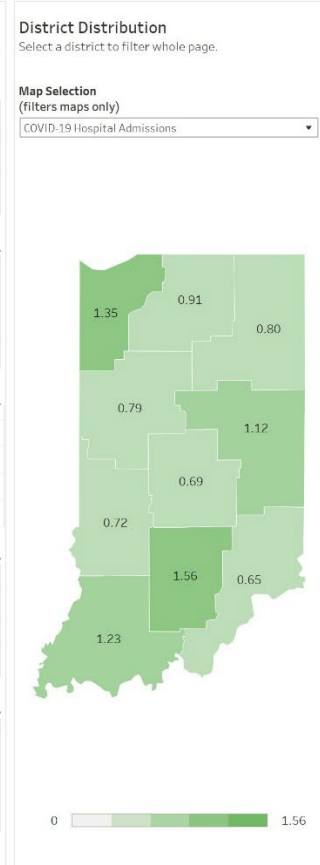 District Distribution
Select a district to filter whole page.
Map Selection
(filters maps only)
COVID-19 Hospital Admissions
0.91
1.35
0.80
0.79
1.12
0.69
0.72
1.56
0.65
1.23
0
1.56